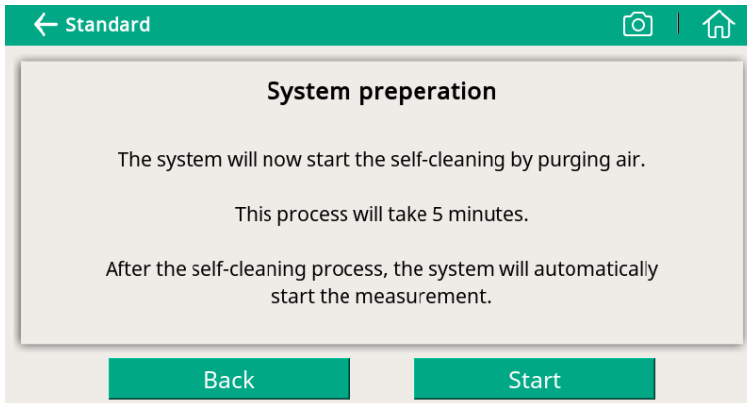 Standard
System preperation
The system will now start the self-cleaning by purging air.
This process will take 5 minutes.
After the self-cleaning process, the system will automatically
start the measurement.
Back
Start